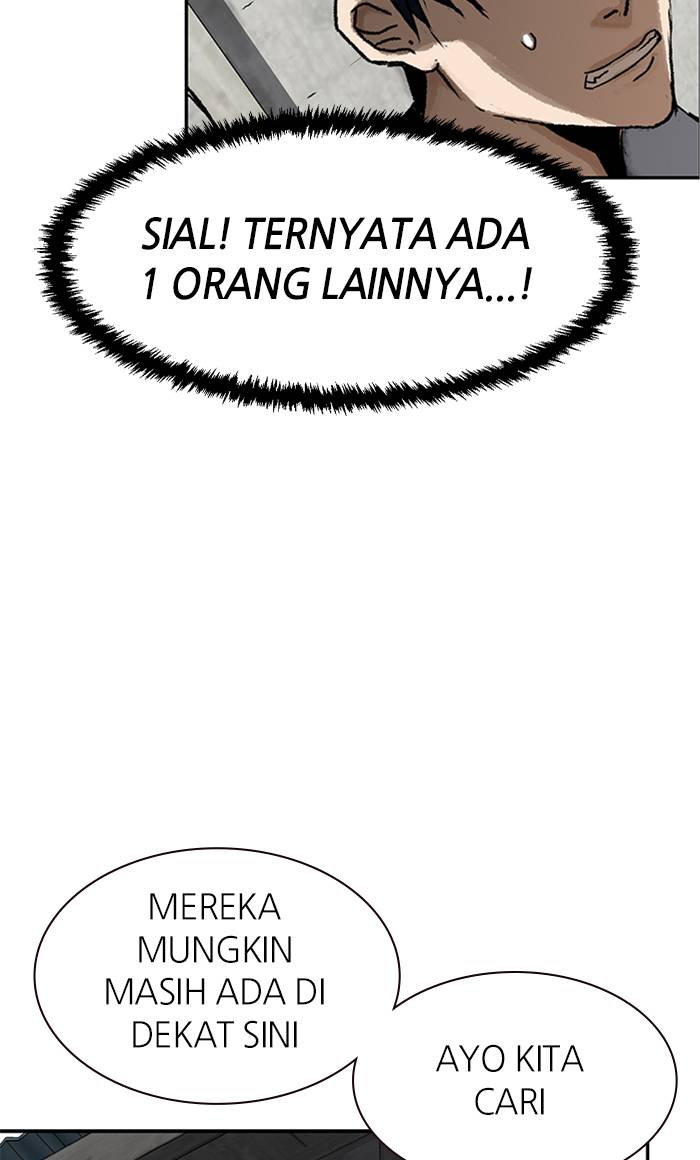 SIAL! TERNYATA ADA
1 ORANG LAINNYA...!
MEREKA
MUNGKIN
MASIH ADA DI
DEKAT SINI
AYO KITA
CARI